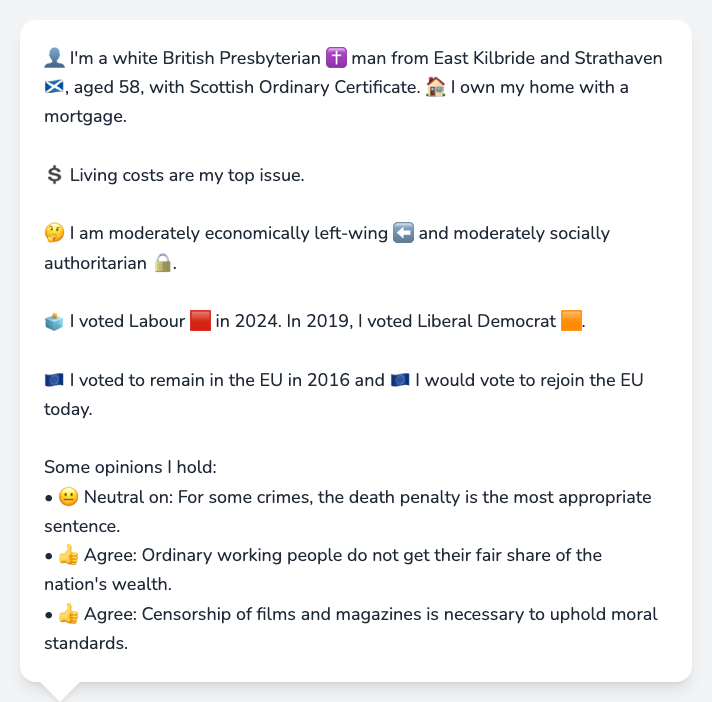 👤 I'm a white British Presbyterian ✝️ man from East Kilbride and Strathaven
🏴󠁧󠁢󠁳󠁣󠁴󠁿, aged 58, with Scottish Ordinary Certificate. 🏠 I own my home with a
mortgage.
💲 Living costs are my top issue.
🤔 I am moderately economically left-wing ⬅️ and moderately socially
authoritarian 🔒.
🗳️ I voted Labour 🟥 in 2024. In 2019, I voted Liberal Democrat 🟧.
🇪🇺 I voted to remain in the EU in 2016 and 🇪🇺 I would vote to rejoin the EU
today.
Some opinions I hold:
• 😐 Neutral on: For some crimes, the death penalty is the most appropriate
sentence.
• 👍 Agree: Ordinary working people do not get their fair share of the
nation's wealth.
• 👍 Agree: Censorship of films and magazines is necessary to uphold moral
standards.